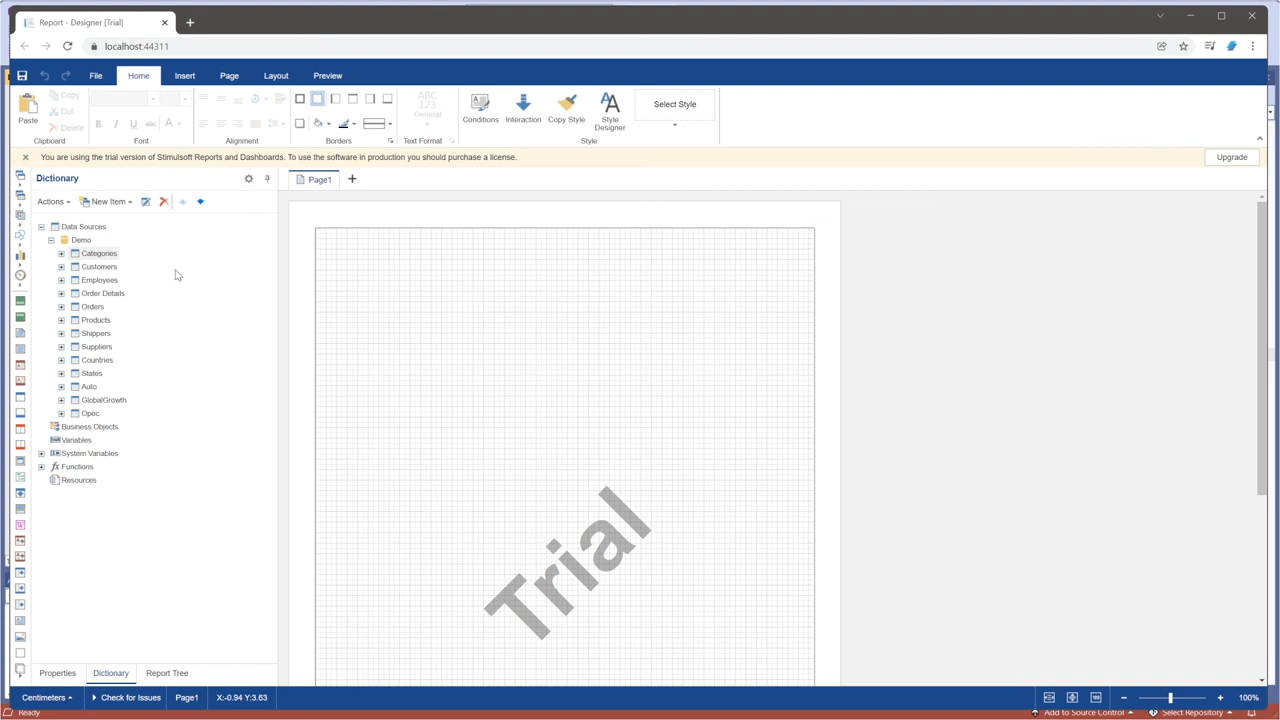 Report - Designer [Trial]
localhost:44311
File Home Insert Page Layout Preview
Paste
Copy
Cut
Delete
Clipboard
Font
Alignment
Borders
ABC
123
General
Text Format
Conditions
Interaction
Copy Style
Style
Designer
Select Style
Style
You are using the trial version of Stimulsoft Reports and Dashboards. To use the software in production you should purchase a license.
Upgrade
Dictionary
Page1
Actions
New Item
Data Sources
Demo
Categories
Customers
Employees
Order Details
Orders
Products
Shippers
Suppliers
Countries
States
Auto
GlobalGrowth
Opec
Business Objects
Variables
System Variables
Functions
Resources
Trial
Properties Dictionary Report Tree
Centimeters Check for Issues Page1 X:-0.94 Y:3.63 100%
Ready Add to Source Control Select Repository